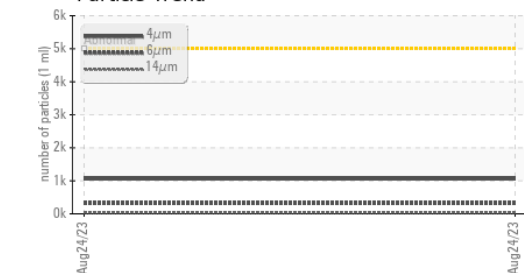 Particle Trend
6k
5k
4k
3k
2k
1k
0k
number of particles (1 ml)
Abnormal
4µm
6µm
14µm
Aug24/23
Aug24/23